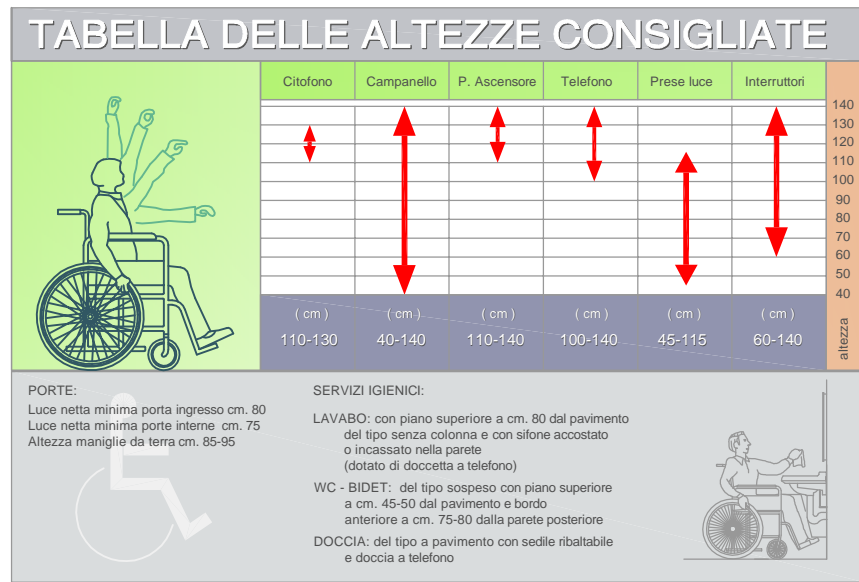 TABELLA DELLE ALTEZZE CONSIGLIATE
Citofono Campanello P. Ascensore Telefono Prese luce Interruttori
140
130
120
110
100
90
80
70
60
50
40
altezza
( cm ) ( cm ) ( cm ) ( cm ) ( cm ) ( cm )
110-130 40-140 110-140 100-140 45-115 60-140
PORTE:
Luce netta minima porta ingresso cm. 80
Luce netta minima porte interne cm. 75
Altezza maniglie da terra cm. 85-95
SERVIZI IGIENICI:
LAVABO: con piano superiore a cm. 80 dal pavimento
del tipo senza colonna e con sifone accostato
o incassato nella parete
(dotato di doccetta a telefono)
WC - BIDET: del tipo sospeso con piano superiore
a cm. 45-50 dal pavimento e bordo
anteriore a cm. 75-80 dalla parete posteriore
DOCCIA: del tipo a pavimento con sedile ribaltabile
e doccia a telefono